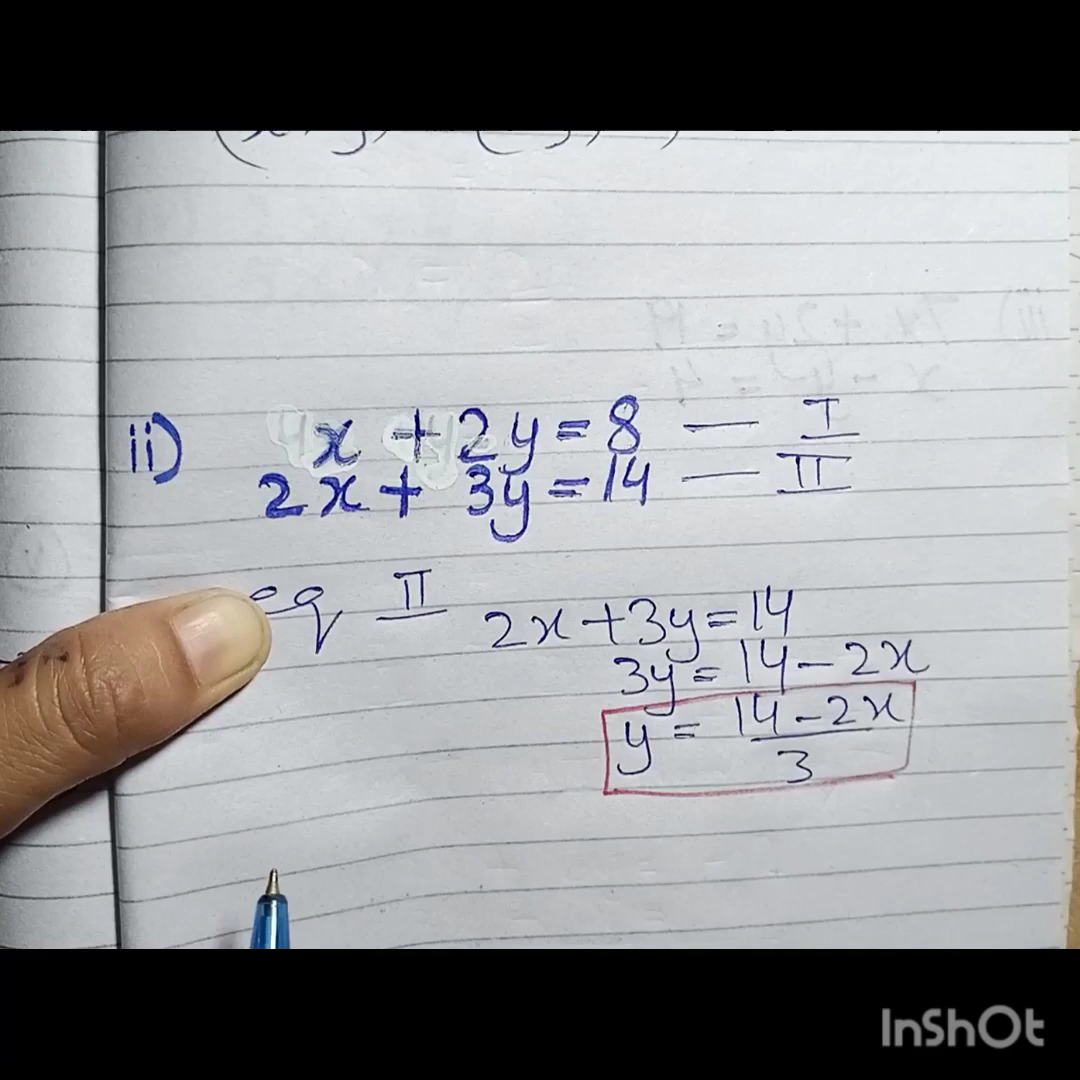 ii) x + 2y = 8 — I
2x + 3y = 14 — II
eq II 2x + 3y = 14
3y = 14 - 2x
y = 14 - 2x
3
InShOt